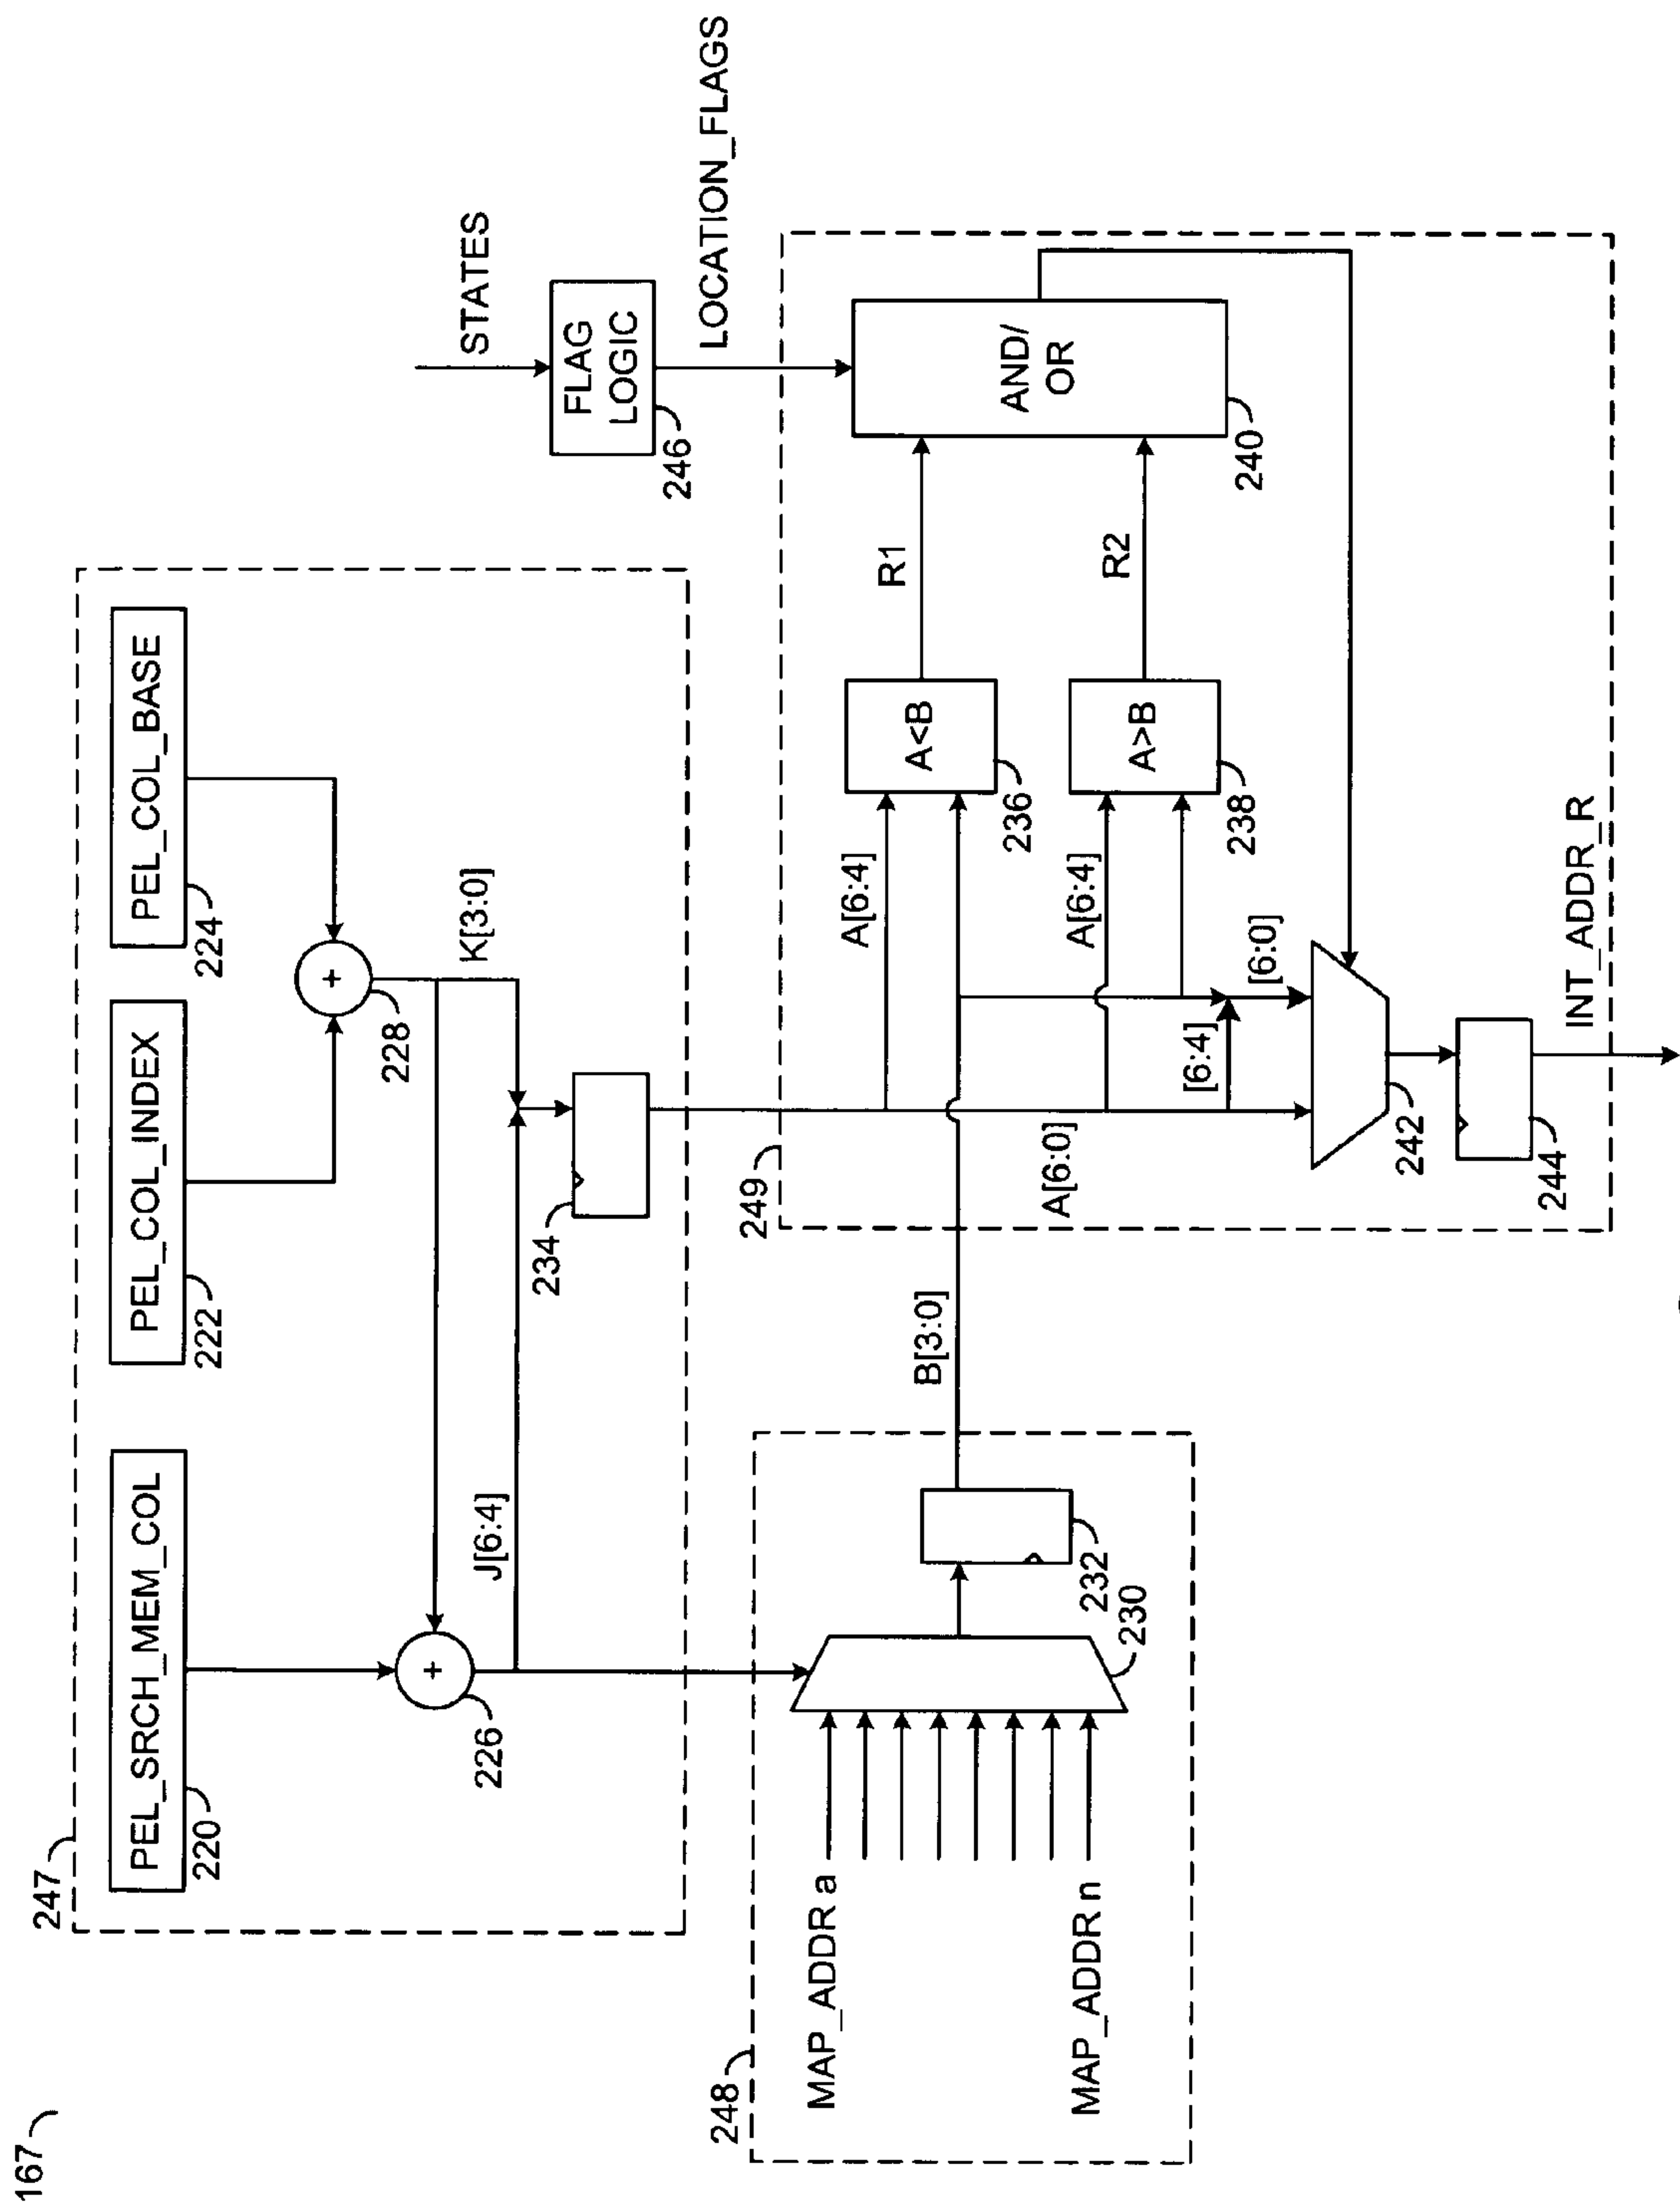 167
247
PEL_SRCH_MEM_COL
220
PEL_COL_INDEX
222
PEL_COL_BASE
224
228
226
K[3:0]
J[6:4]
234
STATES
FLAG
LOGIC
246
LOCATION_FLAGS
248
MAP_ADDR a
MAP_ADDR n
230
232
B[3:0]
249
A[6:0]
A[6:4]
A<B
236
R1
A[6:4]
A>B
238
R2
AND/
OR
240
[6:4]
[6:0]
242
244
INT_ADDR_R